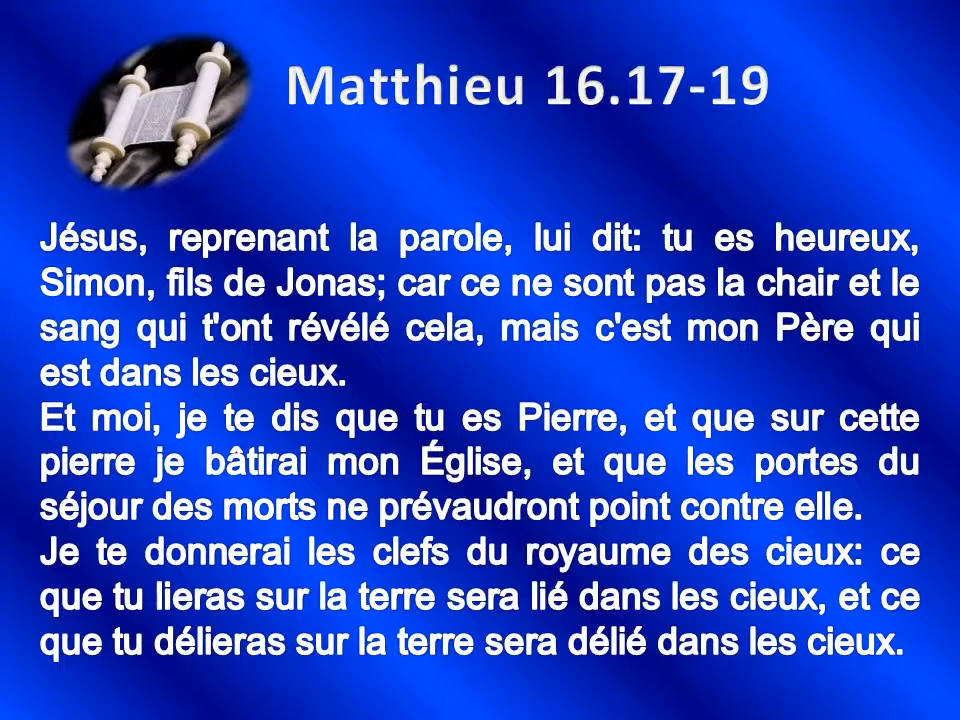 Matthieu 16.17-19
Jésus, reprenant la parole, lui dit: tu es heureux,
Simon, fils de Jonas; car ce ne sont pas la chair et le
sang qui t'ont révélé cela, mais c'est mon Père qui
est dans les cieux.
Et moi, je te dis que tu es Pierre, et que sur cette
pierre je bâtirai mon Église, et que les portes du
séjour des morts ne prévaudront point contre elle.
Je te donnerai les clefs du royaume des cieux: ce
que tu lieras sur la terre sera lié dans les cieux, et ce
que tu délieras sur la terre sera délié dans les cieux.